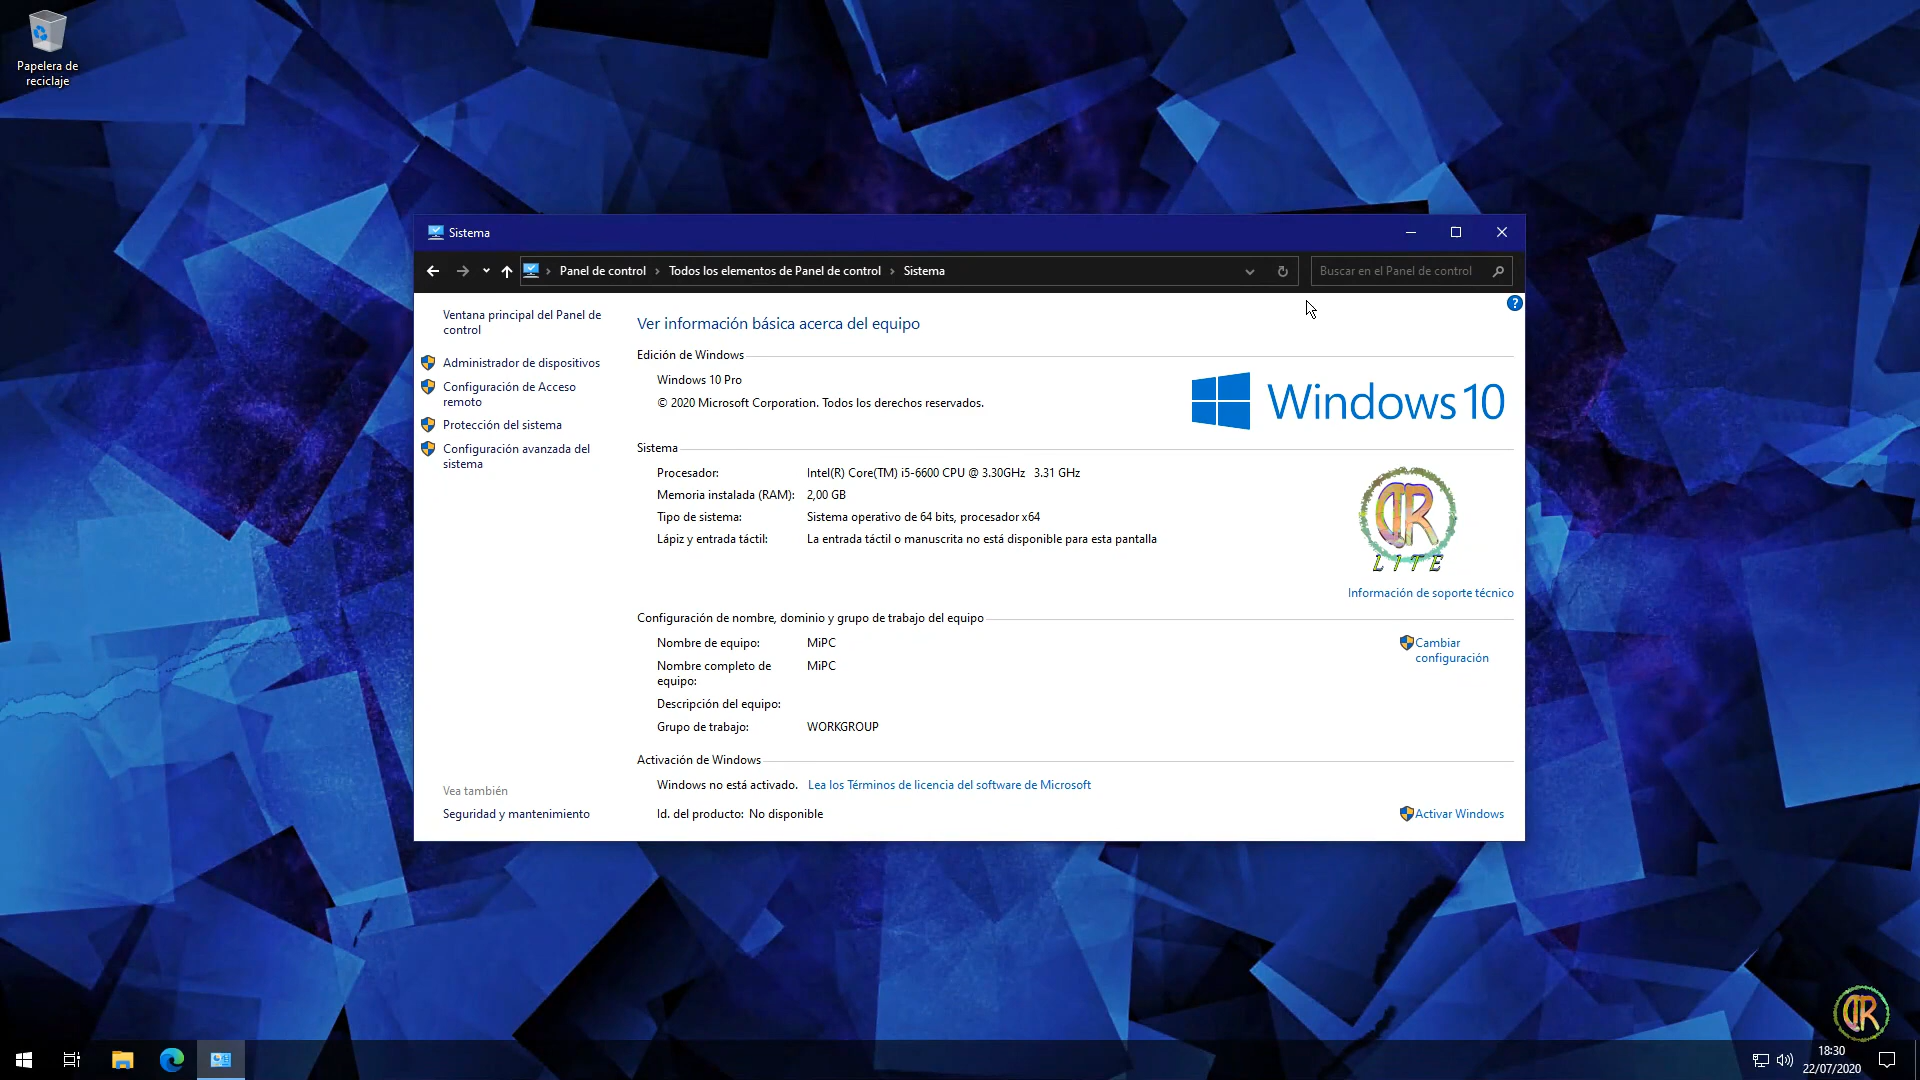 Papelera de
reciclaje
Sistema
Panel de control
Todos los elementos de Panel de control
Sistema
Buscar en el Panel de control
?
Ventana principal del Panel de
control
Administrador de dispositivos
Configuración de Acceso
remoto
Protección del sistema
Configuración avanzada del
sistema
Vea también
Seguridad y mantenimiento
Ver información básica acerca del equipo
Edición de Windows
Windows 10 Pro
© 2020 Microsoft Corporation. Todos los derechos reservados.
Windows 10
Sistema
Procesador: Intel(R) Core(TM) i5-6600 CPU @ 3.30GHz 3.31 GHz
Memoria instalada (RAM): 2,00 GB
Tipo de sistema: Sistema operativo de 64 bits, procesador x64
Lápiz y entrada táctil: La entrada táctil o manuscrita no está disponible para esta pantalla
LITE
Información de soporte técnico
Configuración de nombre, dominio y grupo de trabajo del equipo
Nombre de equipo: MiPC
Nombre completo de MiPC
equipo:
Descripción del equipo:
Grupo de trabajo: WORKGROUP
Cambiar
configuración
Activación de Windows
Windows no está activado. Lea los Términos de licencia del software de Microsoft
Id. del producto: No disponible
Activar Windows
18:30
22/07/2020